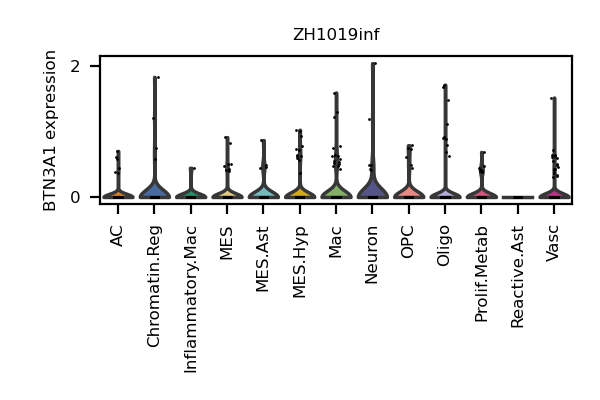 ZH1019inf
BTN3A1 expression
2
0
AC
Chromatin.Reg
Inflammatory.Mac
MES
MES.Ast
MES.Hyp
Mac
Neuron
OPC
Oligo
Prolif.Metab
Reactive.Ast
Vasc